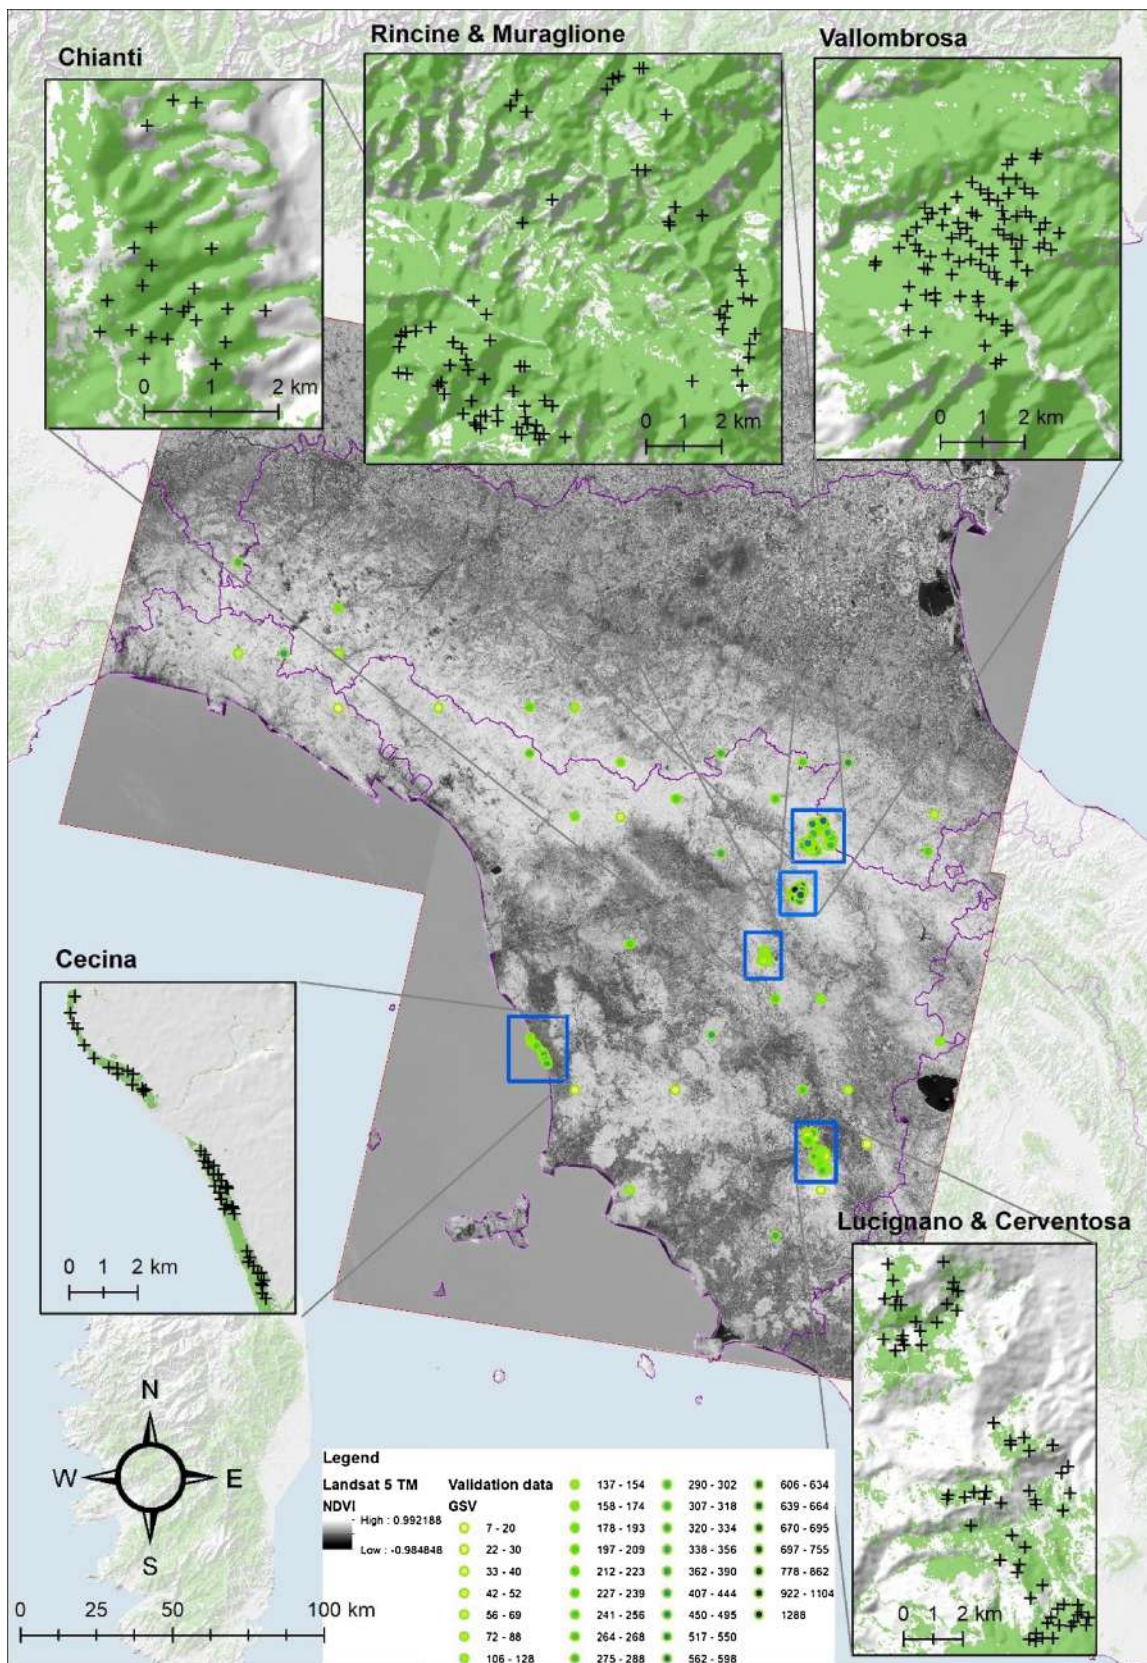 Chianti
Rincine & Muraglione
Vallombrosa
0 1 2 km
0 1 2 km
0 1 2 km
Cecina
0 1 2 km
Lucignano & Cerventosa
0 1 2 km
N
W E
S
0 25 50 100 km
Legend
Landsat 5 TM
NDVI
High : 0.992188
Low : -0.984848
Validation data
GSV
7 - 20
22 - 30
33 - 40
42 - 52
56 - 69
72 - 88
106 - 128
137 - 154
158 - 174
178 - 193
197 - 209
212 - 223
227 - 239
241 - 256
264 - 268
275 - 288
290 - 302
307 - 318
320 - 334
338 - 356
362 - 390
407 - 444
450 - 495
517 - 550
562 - 598
606 - 634
639 - 664
670 - 695
697 - 755
778 - 862
922 - 1104
1288